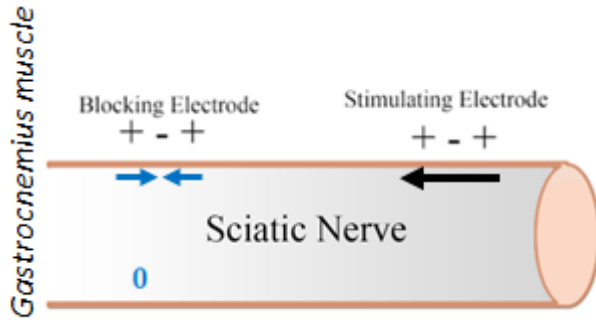 Gastrocnemius muscle
Blocking Electrode
+ - +
Stimulating Electrode
+ - +
Sciatic Nerve
0